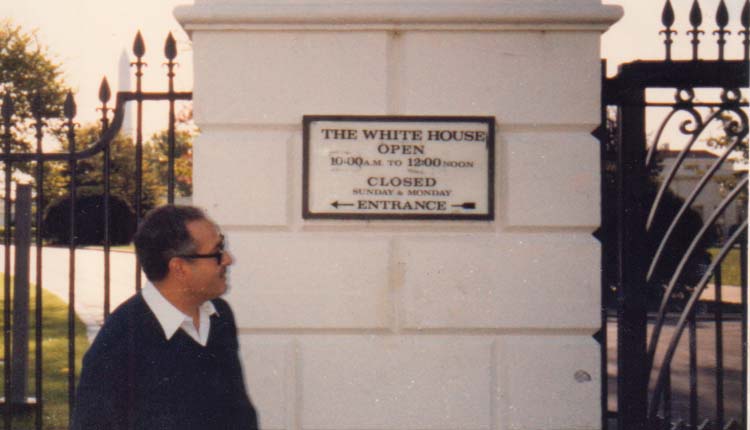 THE WHITE HOUSE
OPEN
10:00 A.M. TO 12:00 NOON
CLOSED
SUNDAY & MONDAY
ENTRANCE